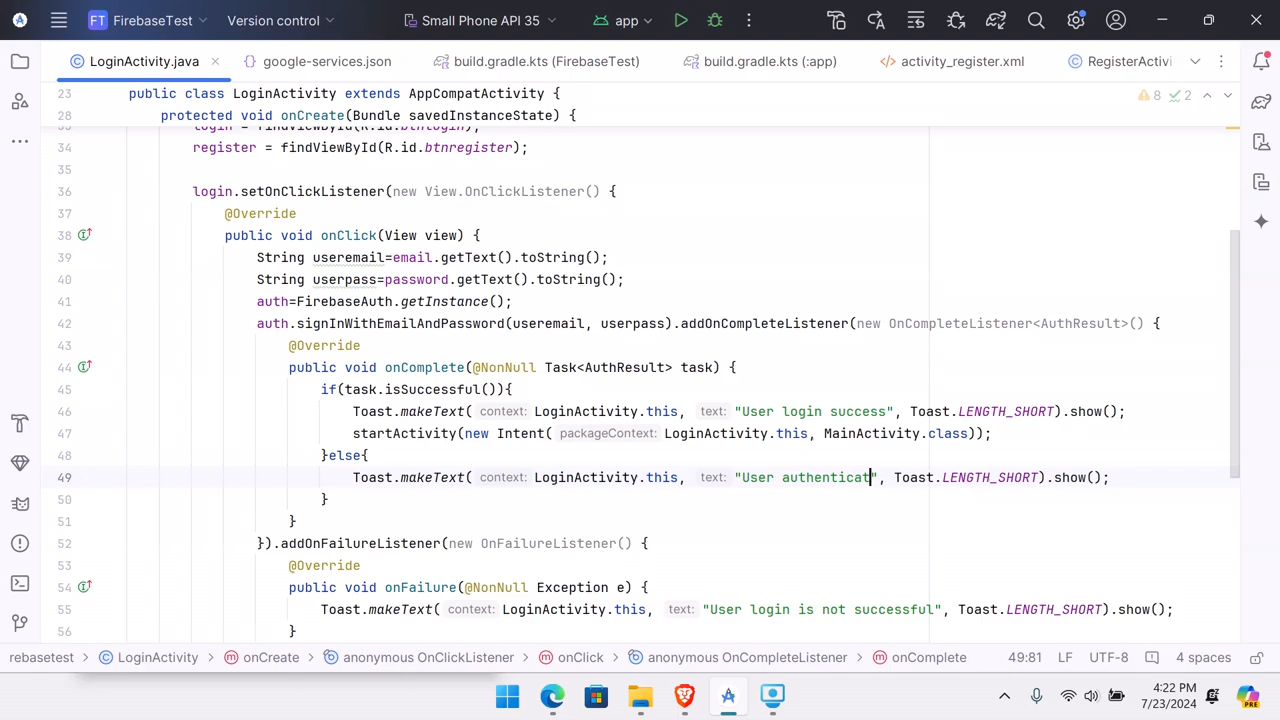 FT FirebaseTest Version control Small Phone API 35 app
LoginActivity.java google-services.json build.gradle.kts (FirebaseTest) build.gradle.kts (:app) activity_register.xml RegisterActivi
23 public class LoginActivity extends AppCompatActivity { 8 2
28 protected void onCreate(Bundle savedInstanceState) {
login = findViewById(R.id.btnlogin);
34 register = findViewById(R.id.btnregister);
35
36 login.setOnClickListener(new View.OnClickListener() {
37 @Override
38 public void onClick(View view) {
39 String useremail=email.getText().toString();
40 String userpass=password.getText().toString();
41 auth=FirebaseAuth.getInstance();
42 auth.signInWithEmailAndPassword(useremail, userpass).addOnCompleteListener(new OnCompleteListener<AuthResult>() {
43 @Override
44 public void onComplete(@NonNull Task<AuthResult> task) {
45 if(task.isSuccessful()){
46 Toast.makeText( context: LoginActivity.this, text: "User login success", Toast.LENGTH_SHORT).show();
47 startActivity(new Intent( packageContext: LoginActivity.this, MainActivity.class));
48 }else{
49 Toast.makeText( context: LoginActivity.this, text: "User authenticat", Toast.LENGTH_SHORT).show();
50 }
51 }
52 }).addOnFailureListener(new OnFailureListener() {
53 @Override
54 public void onFailure(@NonNull Exception e) {
55 Toast.makeText( context: LoginActivity.this, text: "User login is not successful", Toast.LENGTH_SHORT).show();
56 }
rebasetest LoginActivity onCreate anonymous OnClickListener onClick anonymous OnCompleteListener onComplete 49:81 LF UTF-8 4 spaces
4:22 PM
7/23/2024
PRE